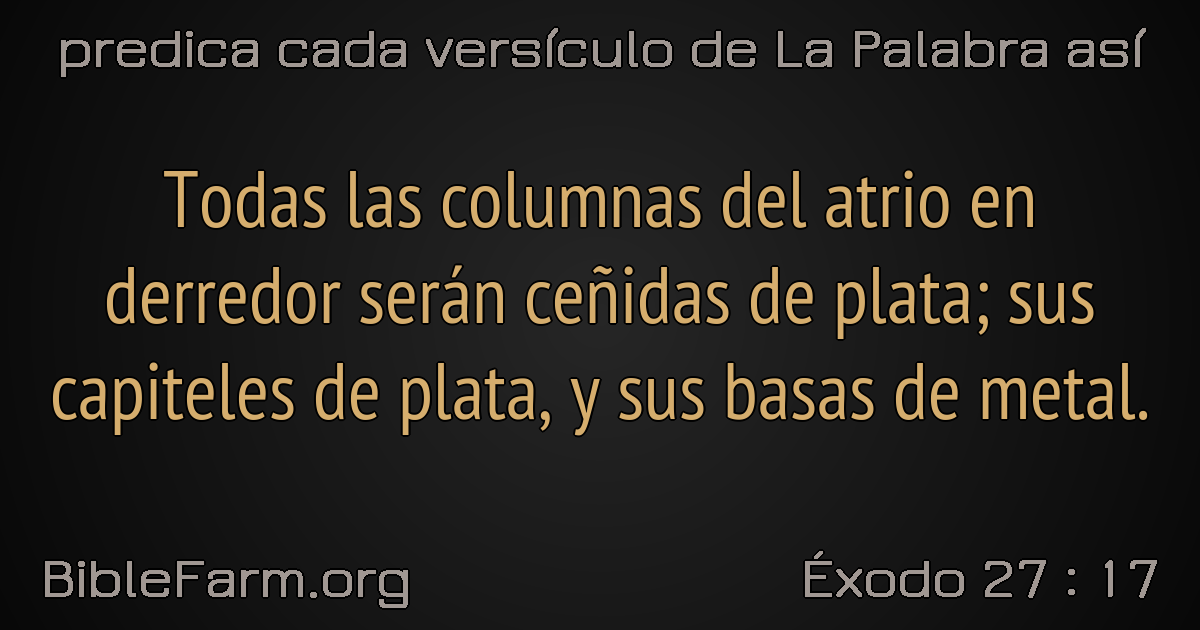 predica cada versículo de La Palabra así
Todas las columnas del atrio en
derredor serán ceñidas de plata; sus
capiteles de plata, y sus basas de metal.
BibleFarm.org
Éxodo 27 : 17